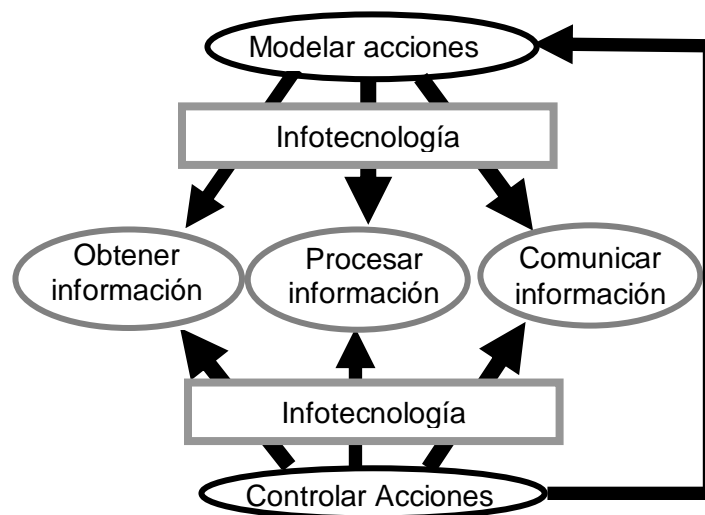 Modelar acciones
Infotecnología
Obtener
información
Procesar
información
Comunicar
información
Infotecnología
Controlar Acciones